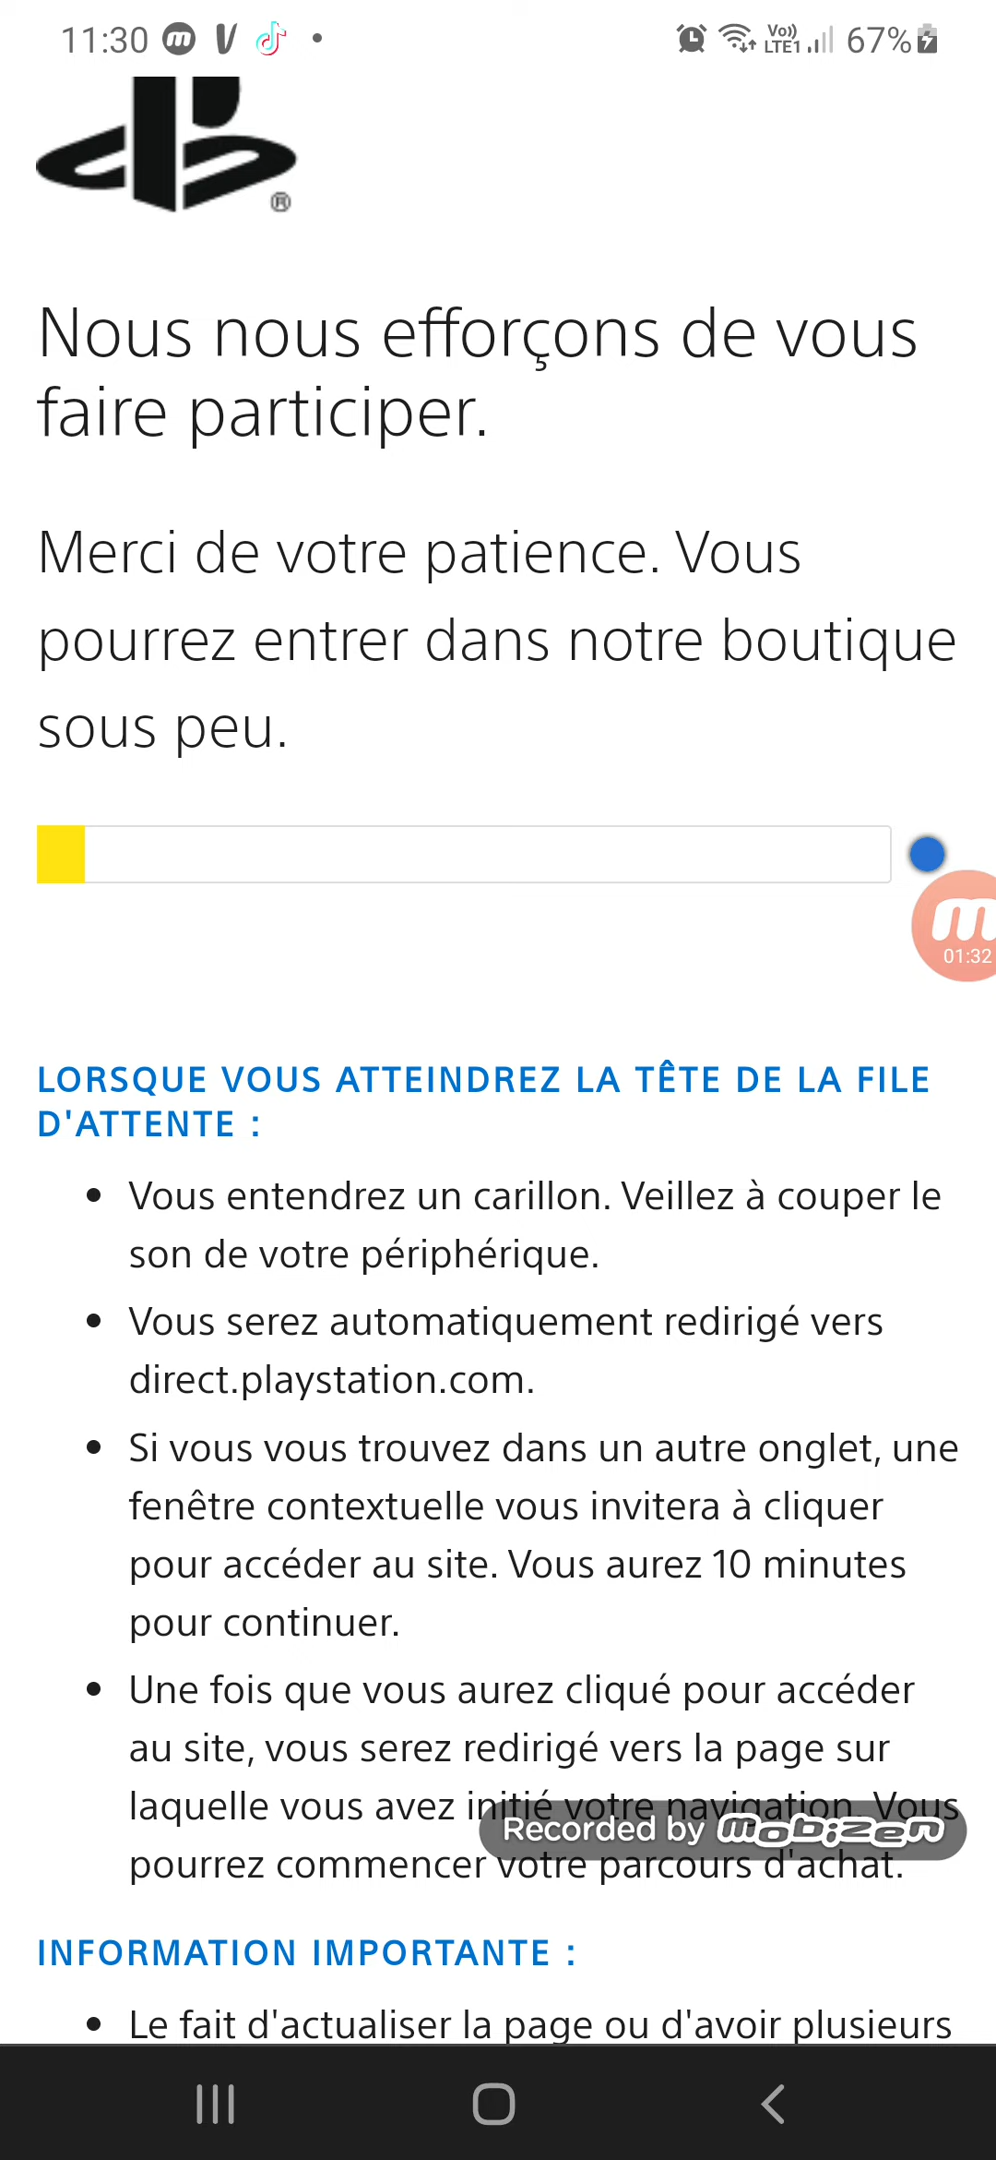 11:30
Vo))
LTE1
67%
®
Nous nous efforçons de vous
faire participer.
Merci de votre patience. Vous
pourrez entrer dans notre boutique
sous peu.
01:32
LORSQUE VOUS ATTEINDREZ LA TÊTE DE LA FILE
D'ATTENTE :
• Vous entendrez un carillon. Veillez à couper le
son de votre périphérique.
• Vous serez automatiquement redirigé vers
direct.playstation.com.
• Si vous vous trouvez dans un autre onglet, une
fenêtre contextuelle vous invitera à cliquer
pour accéder au site. Vous aurez 10 minutes
pour continuer.
• Une fois que vous aurez cliqué pour accéder
au site, vous serez redirigé vers la page sur
laquelle vous avez initié votre navigation. Vous
Recorded by mobizen
pourrez commencer votre parcours d'achat.
INFORMATION IMPORTANTE :
• Le fait d'actualiser la page ou d'avoir plusieurs